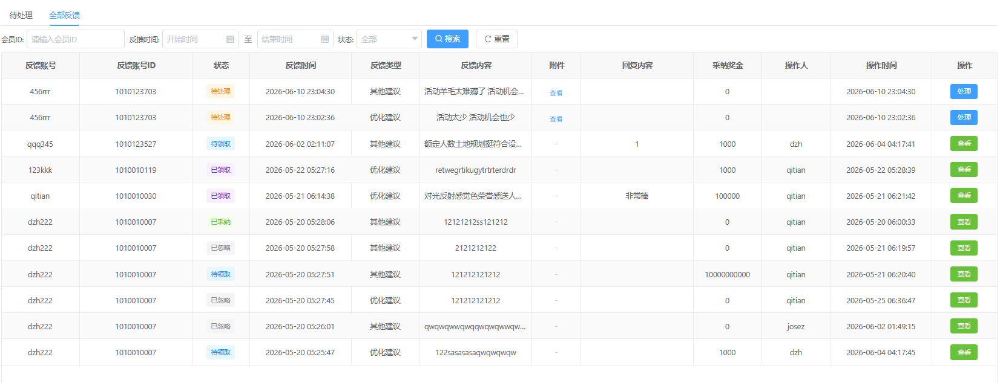 待处理 全部反馈
会员ID: 请输入会员ID 反馈时间: 开始时间 至 结束时间 状态: 全部 搜索 重置
反馈账号 反馈账号ID 状态 反馈时间 反馈类型 反馈内容 附件 回复内容 采纳奖金 操作人 操作时间 操作
456rrr 1010123703 待处理 2026-06-10 23:04:30 其他建议 活动羊毛太难薅了 活动机会... 查看 0 2026-06-10 23:04:30 处理
456rrr 1010123703 待处理 2026-06-10 23:02:36 优化建议 活动太少 活动机会也少 查看 0 2026-06-10 23:02:36 处理
qqq345 1010123527 待领取 2026-06-02 02:11:07 其他建议 额定人数土地规划挺符合设... - 1 1000 dzh 2026-06-04 04:17:41 查看
123kkk 1010010119 已领取 2026-05-22 05:27:16 优化建议 retwegrtikugytrtrterdrdr - 1000 qitian 2026-05-22 05:28:39 查看
qitian 1010010030 已领取 2026-05-21 06:14:38 优化建议 对光反射感觉色荣誉感送人... - 非常棒 100000 qitian 2026-05-21 06:21:42 查看
dzh222 1010010007 已采纳 2026-05-20 05:28:06 其他建议 12121212ss121212 - 0 qitian 2026-05-20 06:00:33 查看
dzh222 1010010007 已忽略 2026-05-20 05:27:58 其他建议 2121212122 - 0 qitian 2026-05-21 06:19:57 查看
dzh222 1010010007 待领取 2026-05-20 05:27:51 其他建议 121212121212 - 10000000000 qitian 2026-05-21 06:20:40 查看
dzh222 1010010007 已忽略 2026-05-20 05:27:45 优化建议 121212121212 - 0 qitian 2026-05-25 06:36:47 查看
dzh222 1010010007 已忽略 2026-05-20 05:26:01 其他建议 qwqwqwwqwqqwqwqwwqw... - 0 josez 2026-06-02 01:49:15 查看
dzh222 1010010007 待领取 2026-05-20 05:25:47 优化建议 122sasasasaqwqwqwqw - 1000 dzh 2026-06-04 04:17:45 查看